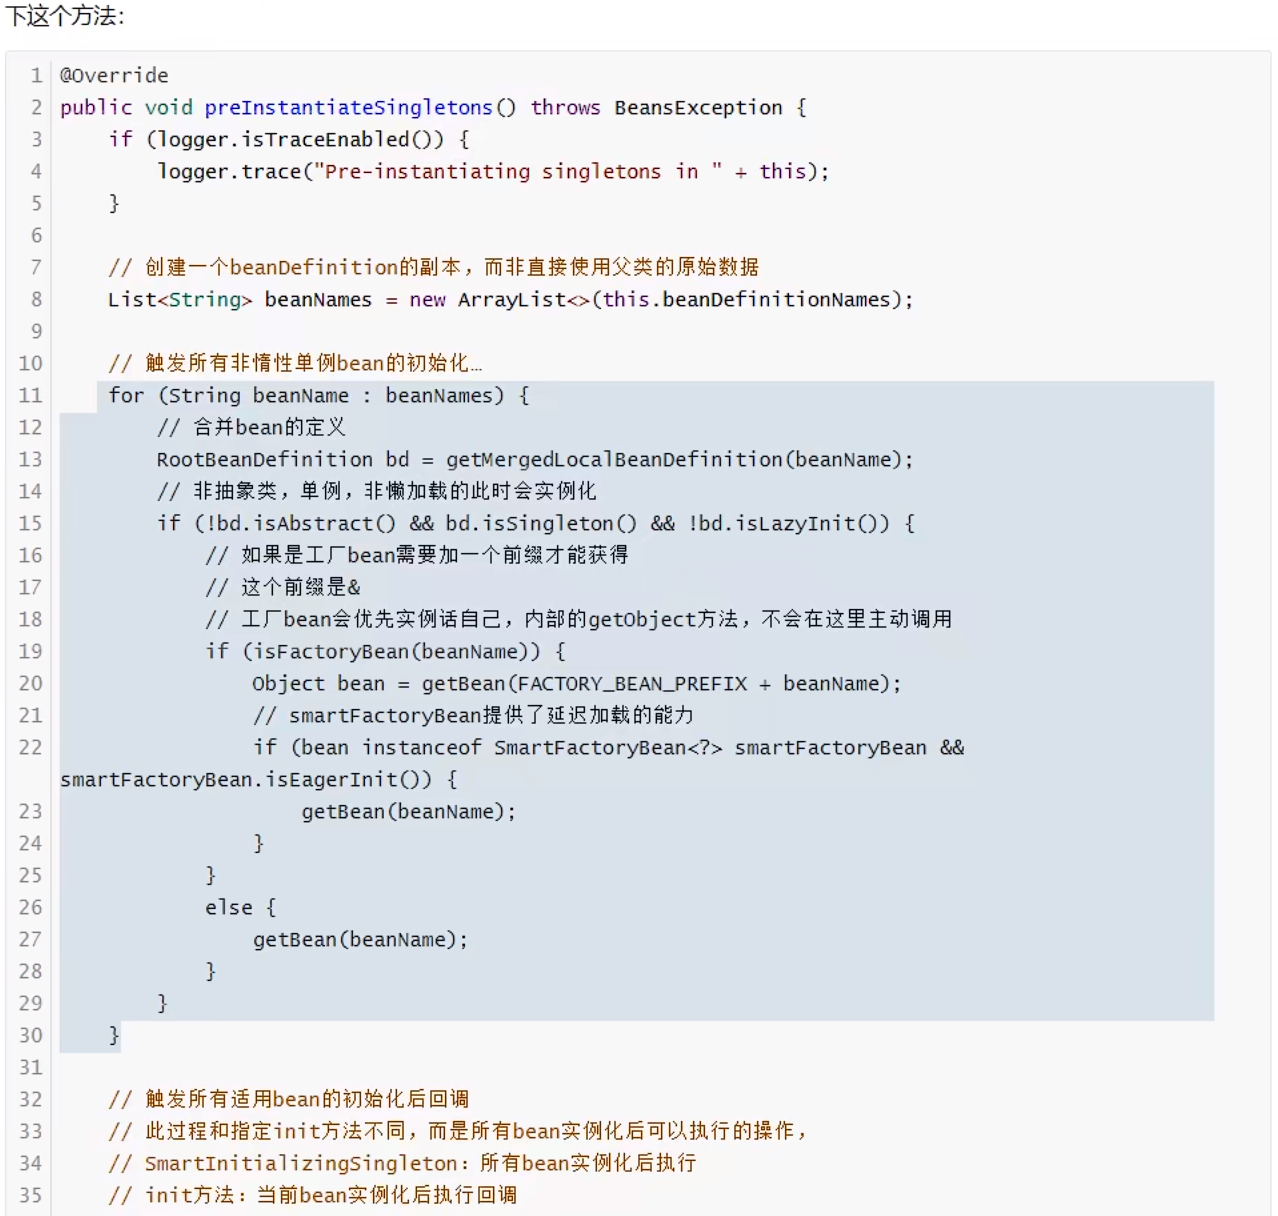 下这个方法：
1 @Override
2 public void preInstantiateSingletons() throws BeansException {
3 if (logger.isTraceEnabled()) {
4 logger.trace("Pre-instantiating singletons in " + this);
5 }
6
7 // 创建一个beanDefinition的副本，而非直接使用父类的原始数据
8 List<String> beanNames = new ArrayList<>(this.beanDefinitionNames);
9
10 // 触发所有非惰性单例bean的初始化…
11 for (String beanName : beanNames) {
12 // 合并bean的定义
13 RootBeanDefinition bd = getMergedLocalBeanDefinition(beanName);
14 // 非抽象类，单例，非懒加载的此时会实例化
15 if (!bd.isAbstract() && bd.isSingleton() && !bd.isLazyInit()) {
16 // 如果是工厂bean需要加一个前缀才能获得
17 // 这个前缀是&
18 // 工厂bean会优先实例话自己，内部的getObject方法，不会在这里主动调用
19 if (isFactoryBean(beanName)) {
20 Object bean = getBean(FACTORY_BEAN_PREFIX + beanName);
21 // smartFactoryBean提供了延迟加载的能力
22 if (bean instanceof SmartFactoryBean<?> smartFactoryBean &&
smartFactoryBean.isEagerInit()) {
23 getBean(beanName);
24 }
25 }
26 else {
27 getBean(beanName);
28 }
29 }
30 }
31
32 // 触发所有适用bean的初始化后回调
33 // 此过程和指定init方法不同，而是所有bean实例化后可以执行的操作，
34 // SmartInitializingSingleton：所有bean实例化后执行
35 // init方法：当前bean实例化后执行回调